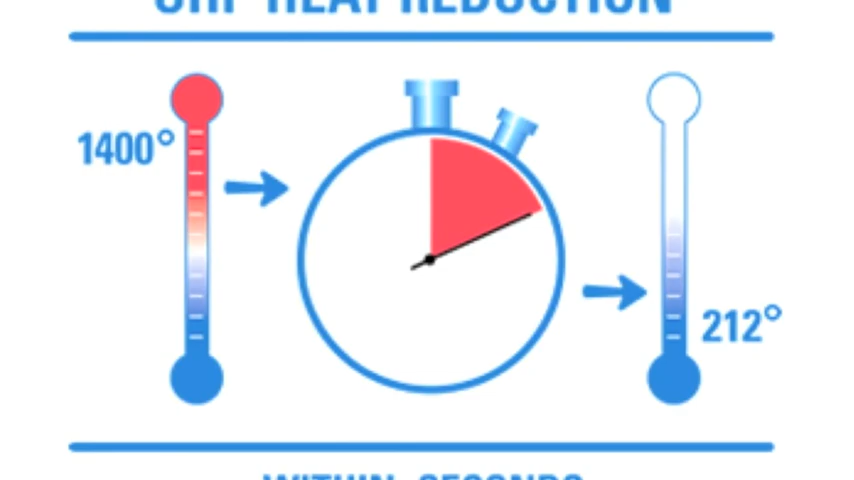 HEAT REDUCTION
1400°
212°
WITHIN SECONDS